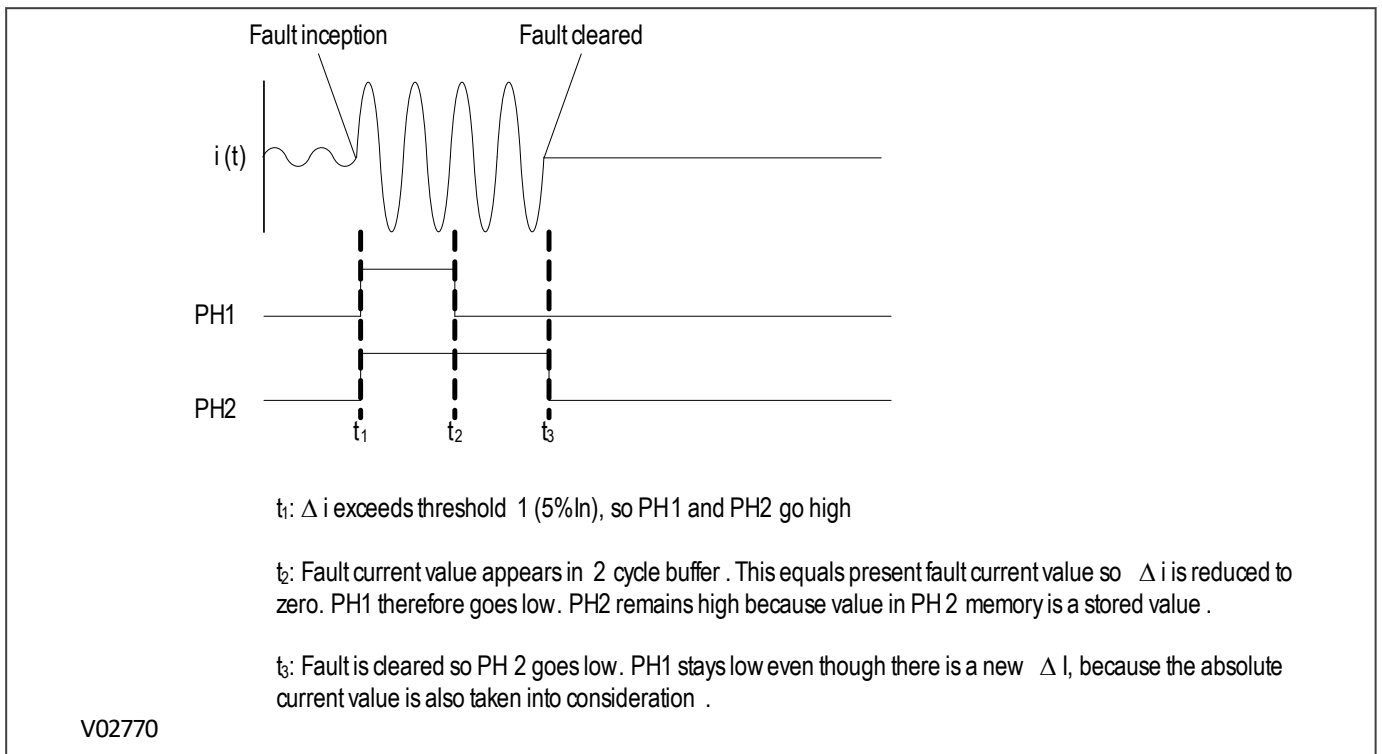 Fault inception
Fault cleared
i (t)
PH1
PH2
t1
t2
t3
t1: Δ i exceeds threshold 1 (5%In), so PH1 and PH2 go high
t2: Fault current value appears in 2 cycle buffer . This equals present fault current value so Δ i is reduced to
zero. PH1 therefore goes low. PH2 remains high because value in PH 2 memory is a stored value .
t3: Fault is cleared so PH 2 goes low. PH1 stays low even though there is a new Δ I, because the absolute
current value is also taken into consideration .
V02770